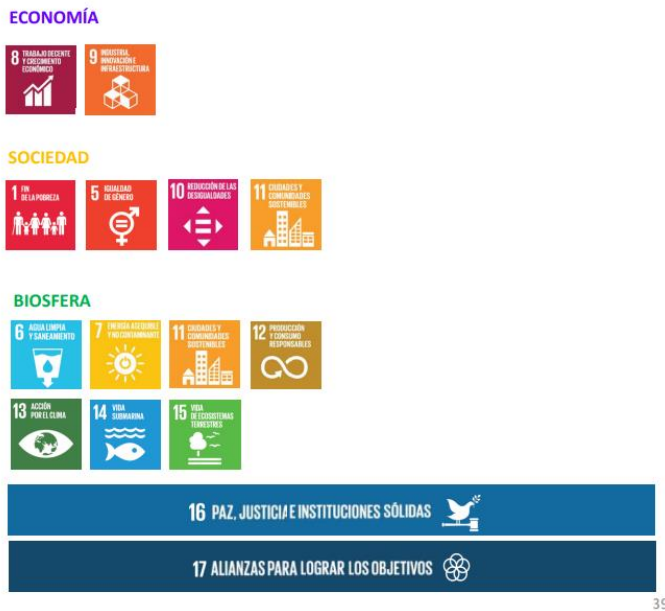 ECONOMÍA
8 TRABAJO DECENTE
Y CRECIMIENTO
ECONÓMICO
9 INDUSTRIA,
INNOVACIÓN E
INFRAESTRUCTURA
SOCIEDAD
1 FIN
DE LA POBREZA
5 IGUALDAD
DE GÉNERO
10 REDUCCIÓN DE LAS
DESIGUALDADES
11 CIUDADES Y
COMUNIDADES
SOSTENIBLES
BIOSFERA
6 AGUA LIMPIA
Y SANEAMIENTO
7 ENERGÍA ASEQUIBLE
Y NO CONTAMINANTE
11 CIUDADES Y
COMUNIDADES
SOSTENIBLES
12 PRODUCCIÓN
Y CONSUMO
RESPONSABLES
13 ACCIÓN
POR EL CLIMA
14 VIDA
SUBMARINA
15 VIDA
DE ECOSISTEMAS
TERRESTRES
16 PAZ, JUSTICIA E INSTITUCIONES SÓLIDAS
17 ALIANZAS PARA LOGRAR LOS OBJETIVOS
39